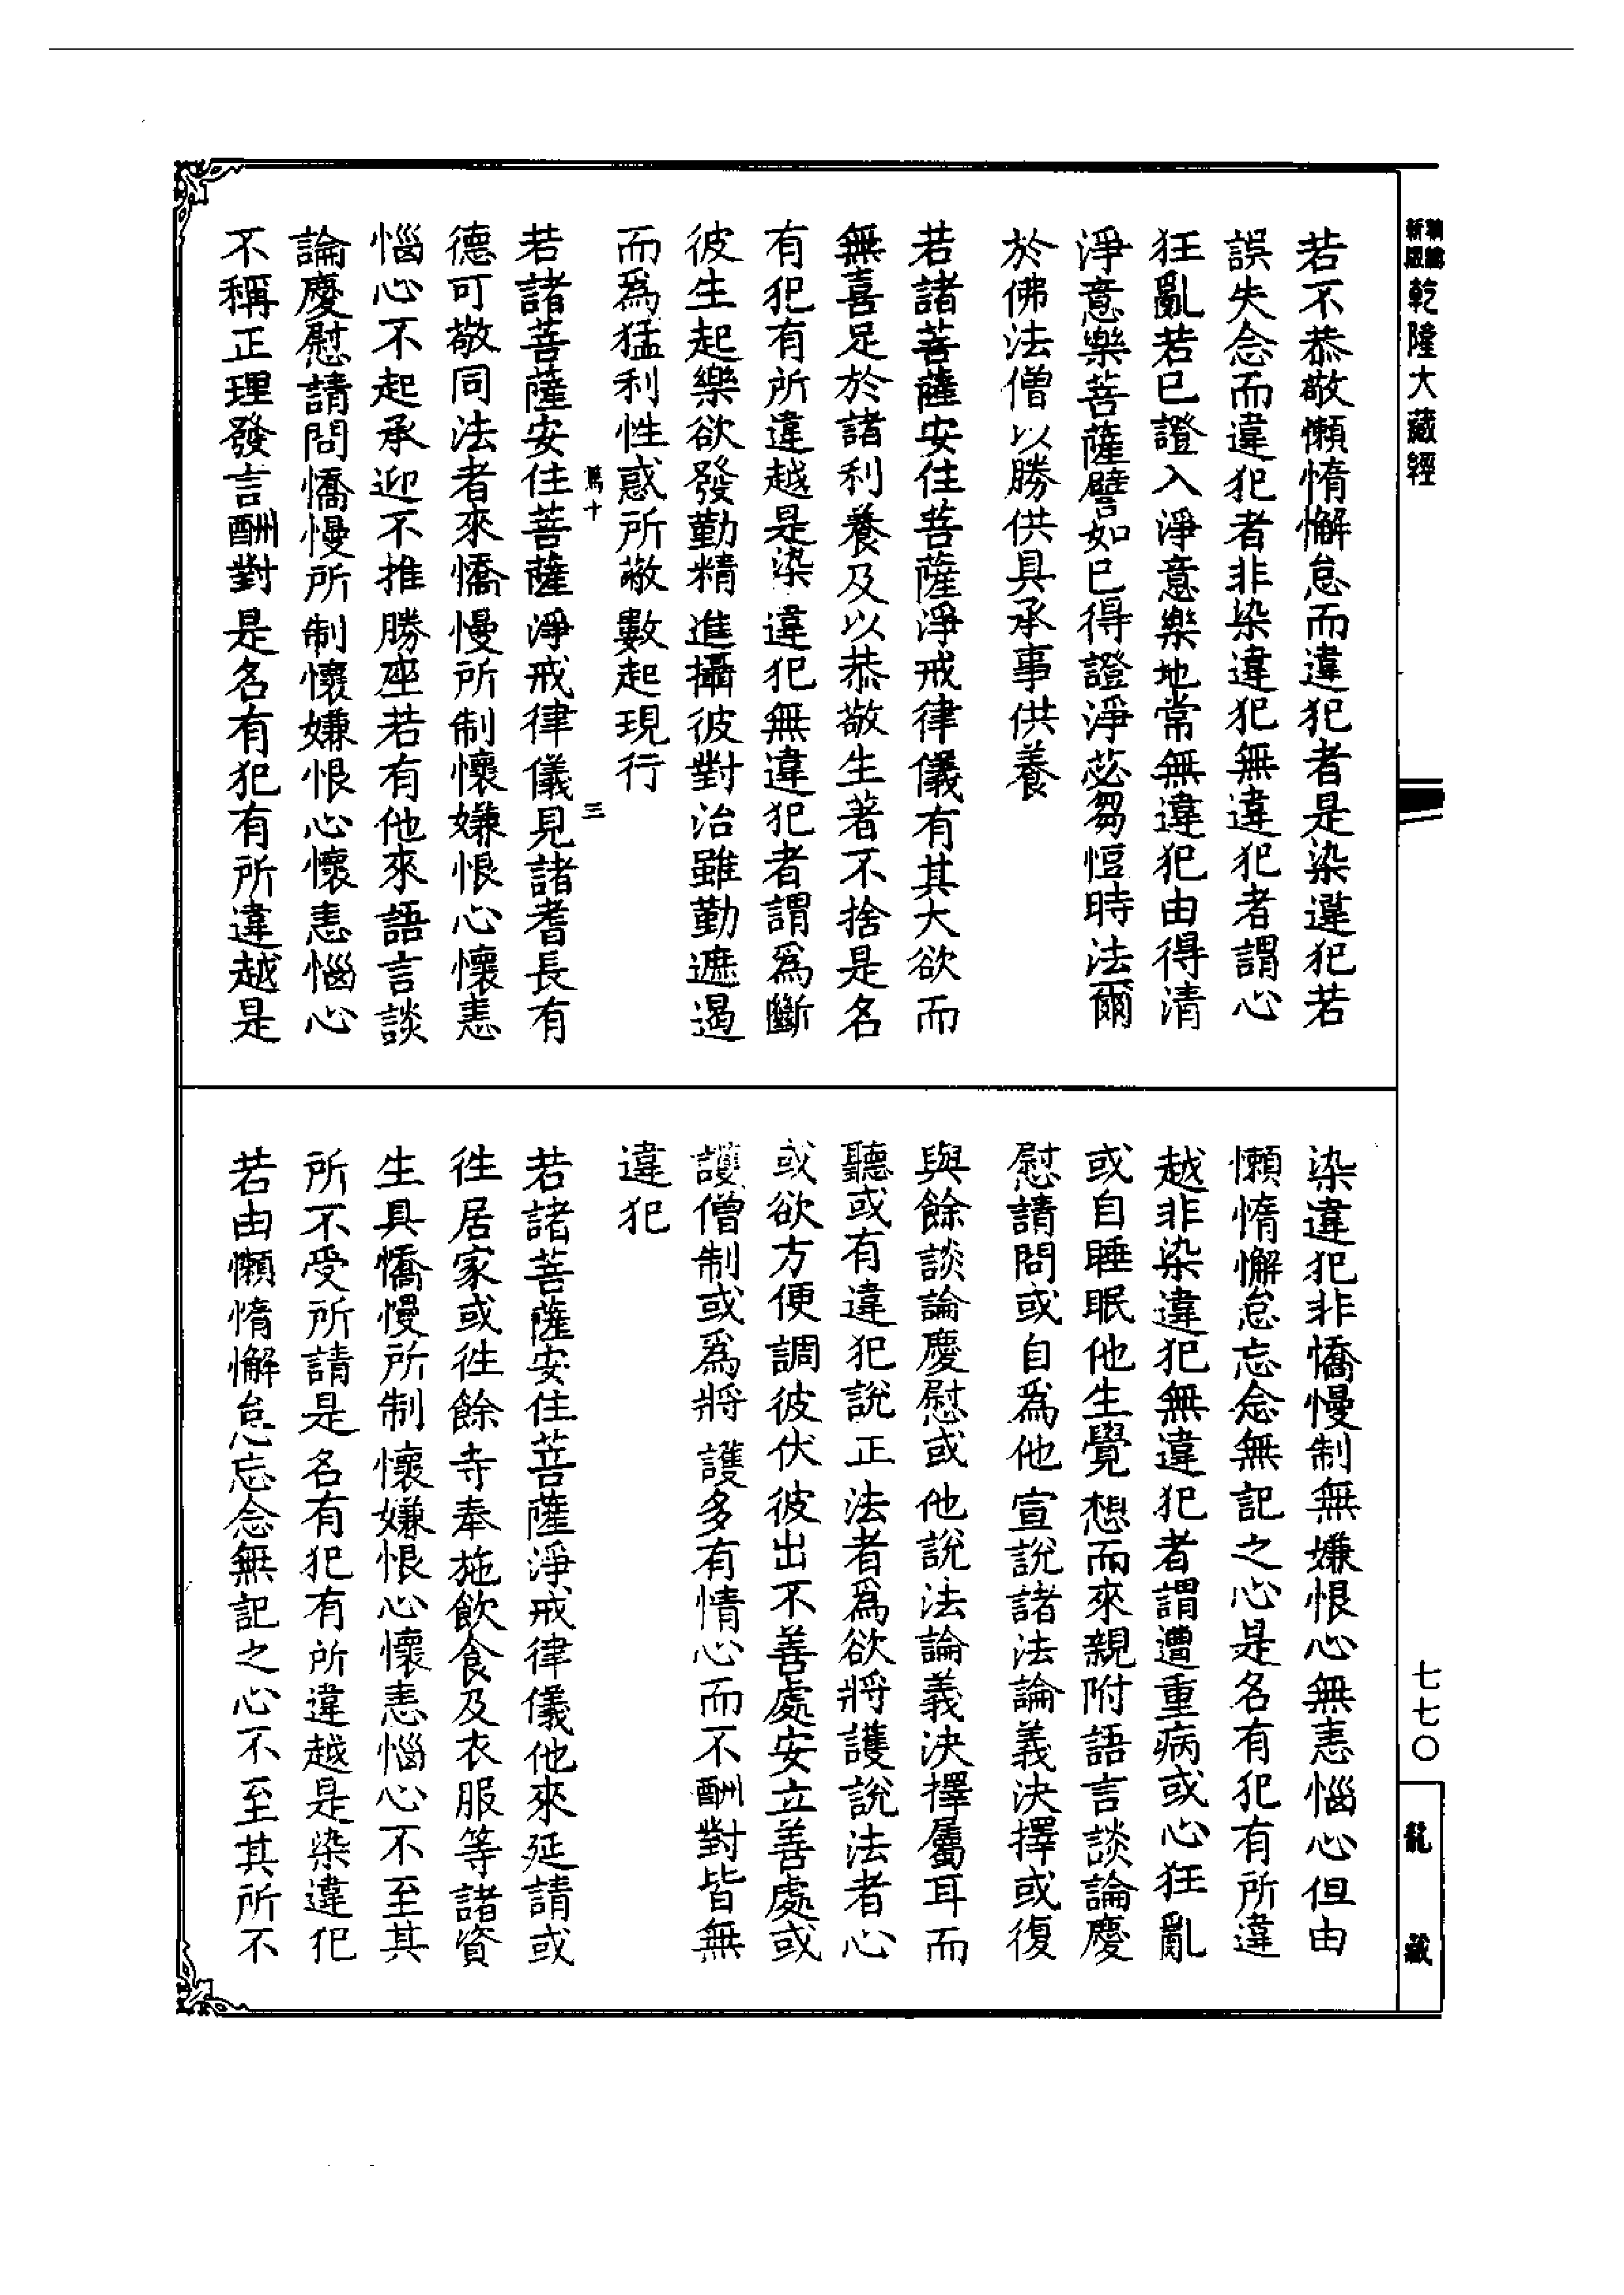 乾隆大藏經
若不恭敬懶惰懈怠而違犯者是染違犯若
誤失念而違犯者非染違犯無違犯者謂心
狂亂若已證入淨意樂地常無違犯由得清
淨意樂菩薩譬如已得證淨苾芻恒時法爾
於佛法僧以勝供具承事供養
若諸菩薩安住菩薩淨戒律儀有其大欲而
無喜足於諸利養及以恭敬生著不捨是名
有犯有所違越是染違犯無違犯者謂爲斷
彼生起樂欲發勤精進攝彼對治雖勤遮遏
而爲猛利性惑所蔽數起現行
十
三
若諸菩薩安住菩薩淨戒律儀見諸耆長有
德可敬同法者來憍慢所制懷嫌恨心懷恚
惱心不起承迎不推勝座若有他來語言談
論慶慰請問憍慢所制懷嫌恨心懷恚惱心
不稱正理發言酬對是名有犯有所違越是
染違犯非憍慢制無嫌恨心無恚惱心但由
懶惰懈怠忘念無記之心是名有犯有所違
越非染違犯無違犯者謂遭重病或心狂亂
或自睡眠他生覺想而來親附語言談論慶
慰請問或自爲他宣說諸法論義決擇或復
與餘談論慶慰或他說法論義決擇屬耳而
聽或有違犯說正法者爲欲將護說法者心
或欲方便調彼伏彼出不善處安立善處或
護僧制或爲將護多有情心而不酬對皆無
違犯
若諸菩薩安住菩薩淨戒律儀他來延請或
徃居家或徃餘寺奉施飲食及衣服等諸資
生具憍慢所制懷嫌恨心懷恚惱心不至其
所不受所請是名有犯有所違越是染違犯
若由懶惰懈怠忘念無記之心不至其所不
七七〇
龍藏